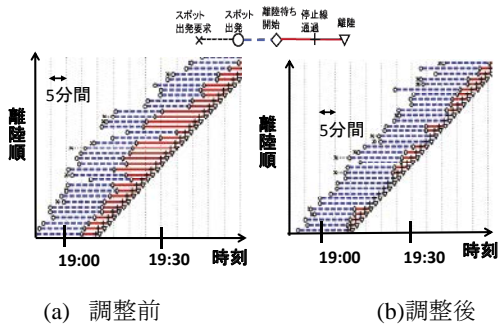 スポット
出発要求
スポット
出発
離陸待ち
開始
停止線
通過
離陸
5分間
離陸順
19:00
19:30
時刻
5分間
離陸順
19:00
19:30
時刻
(a) 調整前
(b)調整後